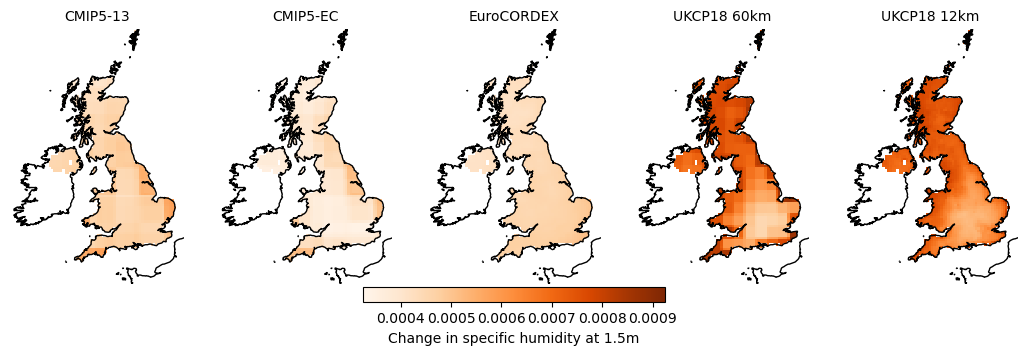 CMIP5-13 CMIP5-EC EuroCORDEX UKCP18 60km UKCP18 12km
0.0004 0.0005 0.0006 0.0007 0.0008 0.0009
Change in specific humidity at 1.5m